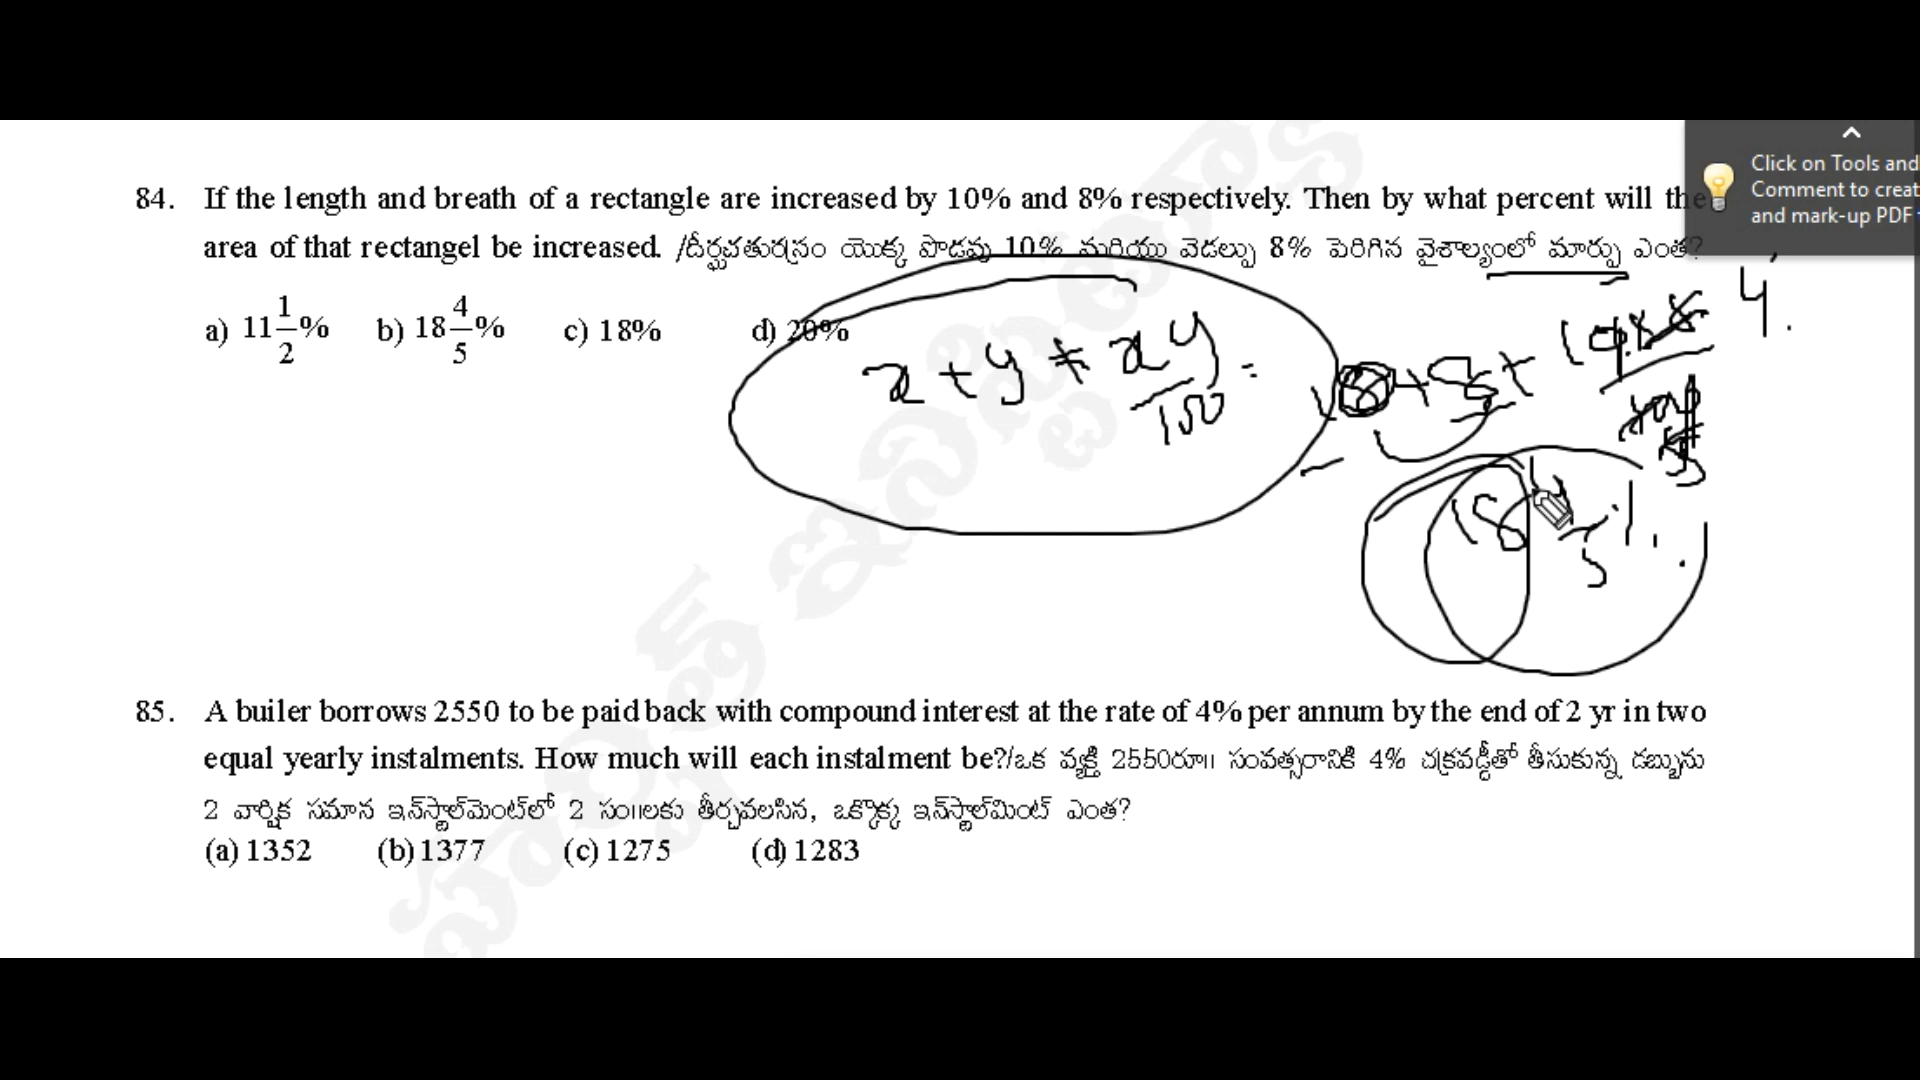 84. If the length and breath of a rectangle are increased by 10% and 8% respectively. Then by what percent will the
area of that rectangel be increased. /దీర్ఘచతురస్రం యొక్క పొడవు 10% మరియు వెడల్పు 8% పెరిగిన వైశాల్యంలో మార్పు ఎంత?
a) 11 1/2 % b) 18 4/5 % c) 18% d) 20%
x + y + xy/100 =
18 4/5 %
85. A builer borrows 2550 to be paid back with compound interest at the rate of 4% per annum by the end of 2 yr in two
equal yearly instalments. How much will each instalment be?/ఒక వ్యక్తి 2550రూ॥ సంవత్సరానికి 4% చక్రవడ్డీతో తీసుకున్న డబ్బును
2 వార్షిక సమాన ఇన్‌స్టాల్‌మెంట్‌లో 2 సం॥లకు తీర్చవలసిన, ఒక్కొక్క ఇన్‌స్టాల్‌మింట్ ఎంత?
(a) 1352 (b) 1377 (c) 1275 (d) 1283
Click on Tools and
Comment to creat
and mark-up PDF